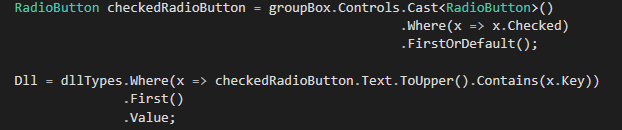 RadioButton checkedRadioButton = groupBox.Controls.Cast<RadioButton>()
.Where(x => x.Checked)
.FirstOrDefault();
Dll = dllTypes.Where(x => checkedRadioButton.Text.ToUpper().Contains(x.Key))
.First()
.Value;